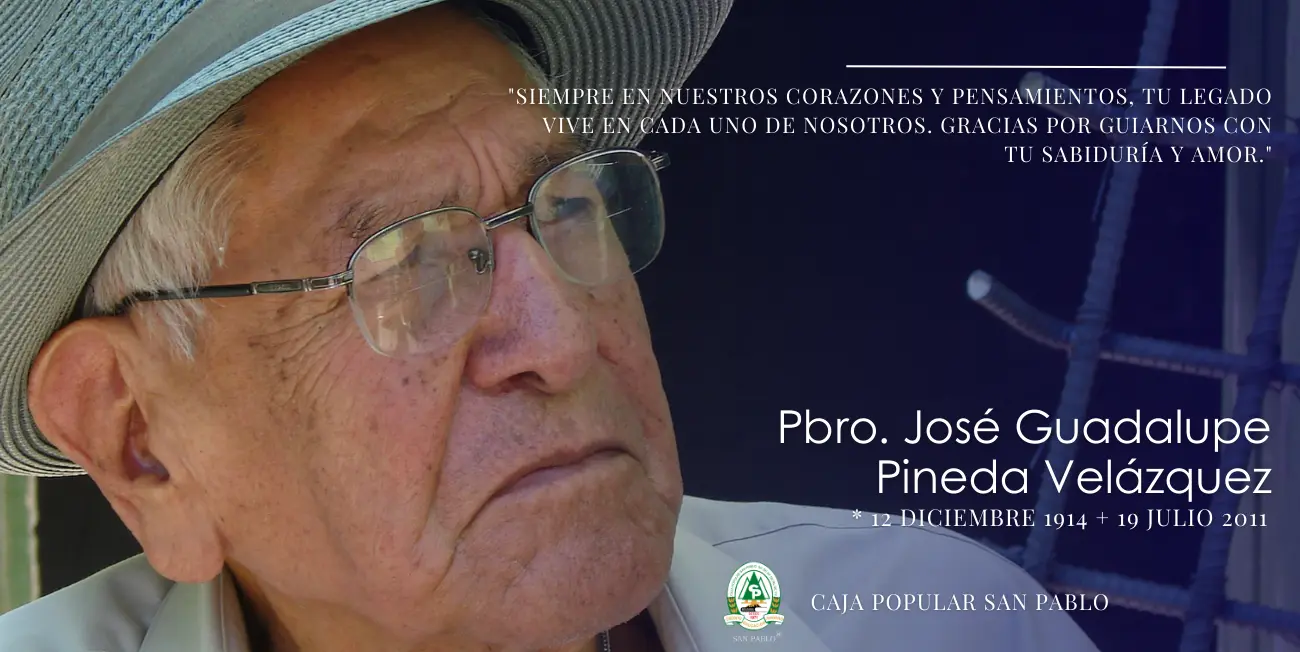 "SIEMPRE EN NUESTROS CORAZONES Y PENSAMIENTOS, TU LEGADO
VIVE EN CADA UNO DE NOSOTROS. GRACIAS POR GUIARNOS CON
TU SABIDURÍA Y AMOR."
Pbro. José Guadalupe
Pineda Velázquez
* 12 DICIEMBRE 1914 + 19 JULIO 2011
CP
SAN PABLO
CAJA POPULAR SAN PABLO